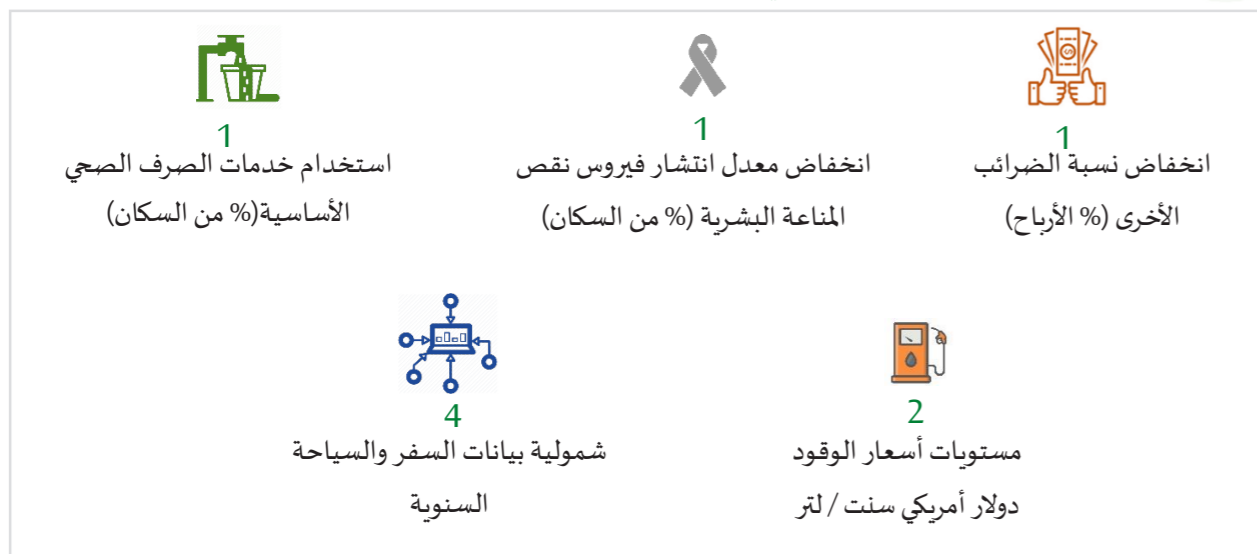 1
انخفاض نسبة الضرائب
الأخرى (% الأرباح)
1
انخفاض معدل انتشار فيروس نقص
المناعة البشرية (% من السكان)
1
استخدام خدمات الصرف الصحي
الأساسية(% من السكان)
2
مستويات أسعار الوقود
دولار أمريكي سنت / لتر
4
شمولية بيانات السفر والسياحة
السنوية